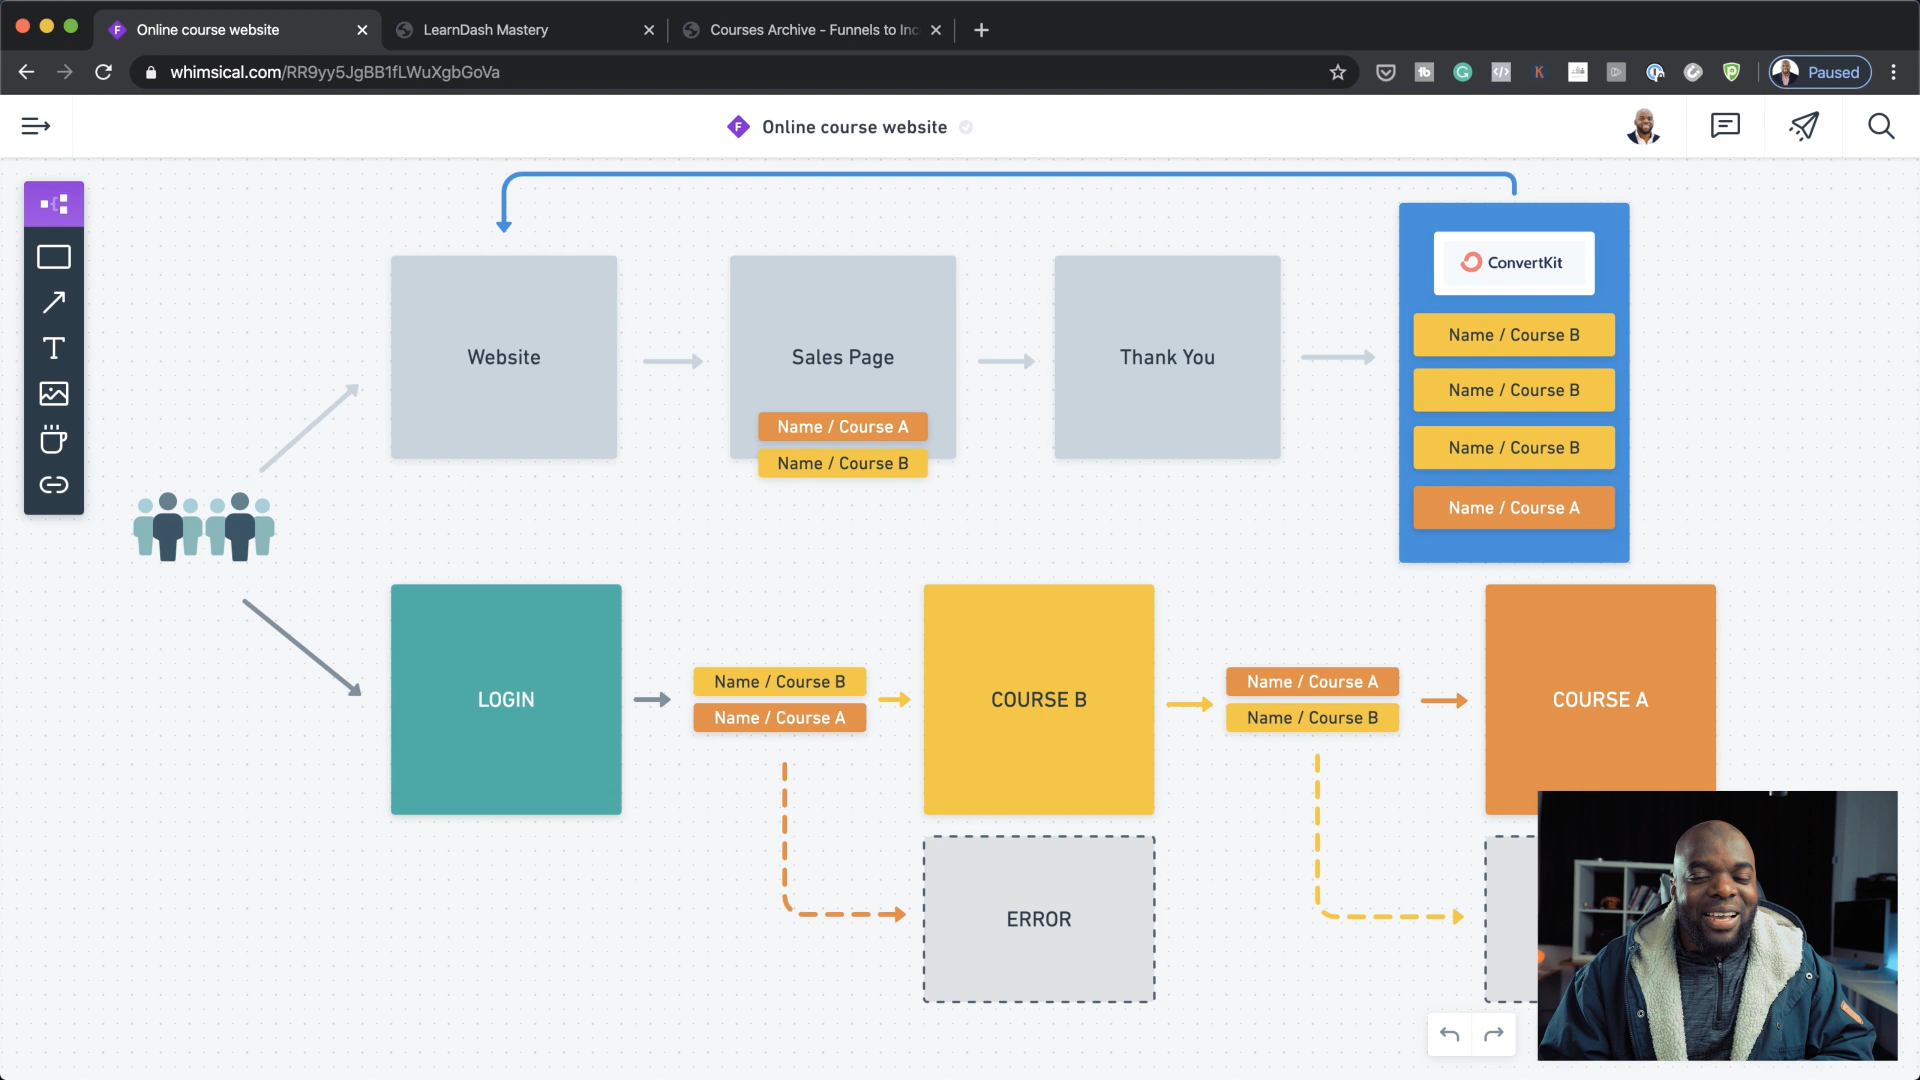 Online course website
LearnDash Mastery
Courses Archive - Funnels to Inc
whimsical.com/RR9yy5JgBB1fLWuXgbGoVa
Paused
Online course website
ConvertKit
Website
Sales Page
Thank You
Name / Course B
Name / Course B
Name / Course B
Name / Course A
Name / Course A
Name / Course B
LOGIN
Name / Course B
Name / Course A
COURSE B
Name / Course A
Name / Course B
COURSE A
ERROR